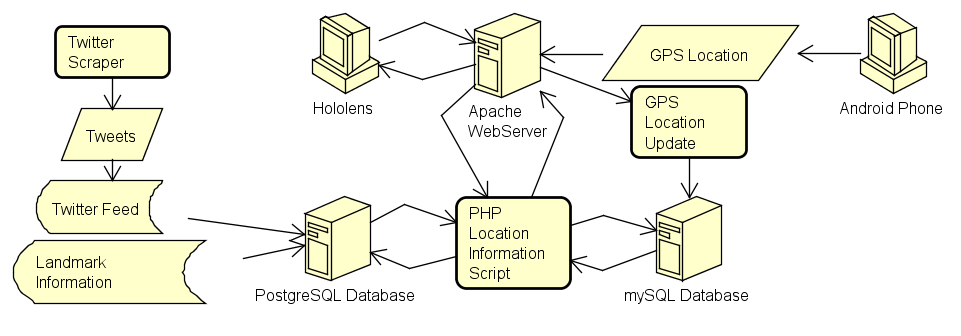 Twitter
Scraper
Tweets
Twitter Feed
Landmark
Information
Hololens
Apache
WebServer
GPS Location
Android Phone
GPS
Location
Update
PostgreSQL Database
PHP
Location
Information
Script
mySQL Database